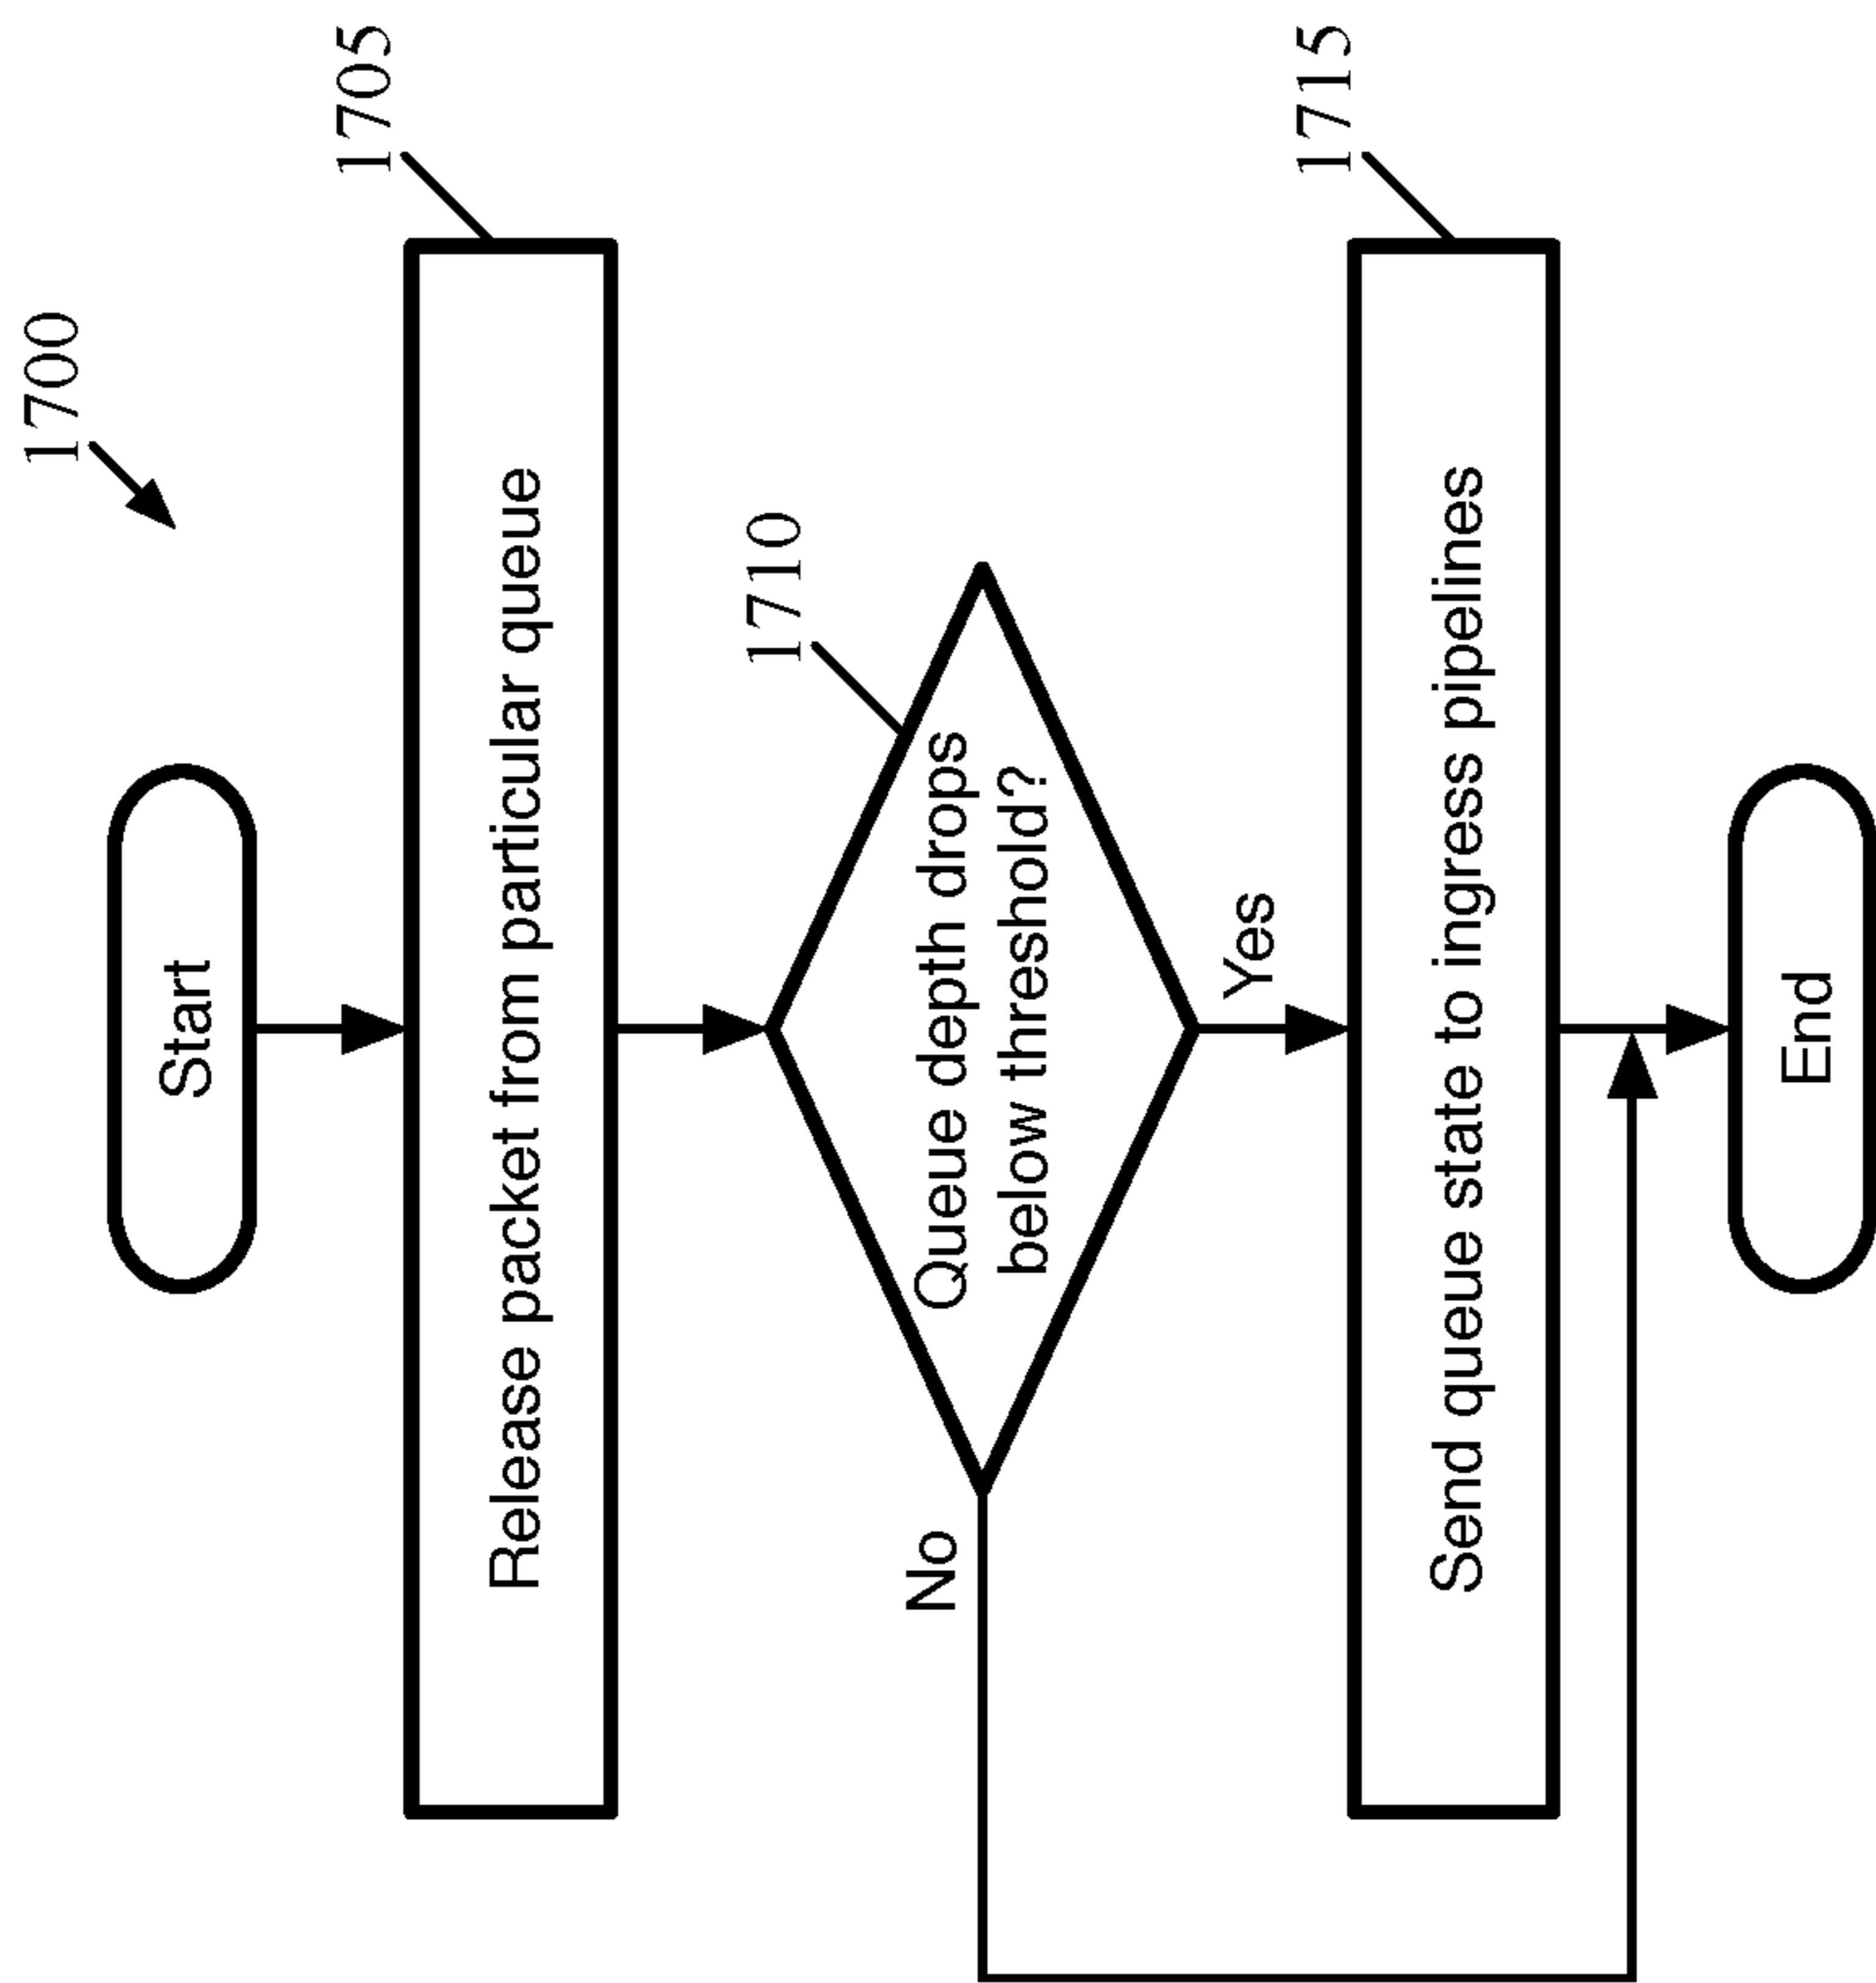 1700
Start
1705
Release packet from particular queue
1710
Queue depth drops
below threshold?
No
Yes
1715
Send queue state to ingress pipelines
End